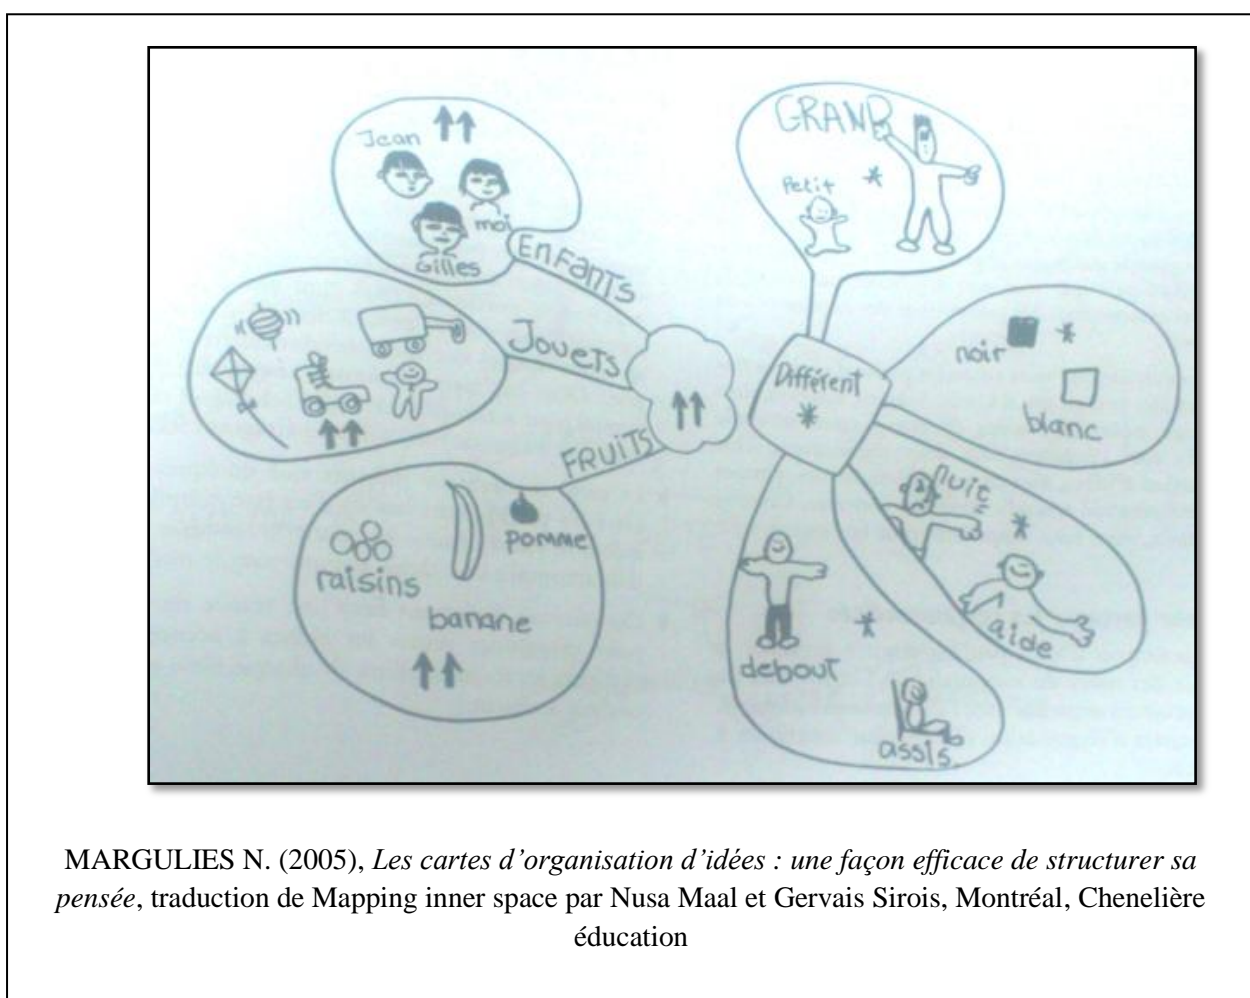 Jean
moi
Gilles
ENFANTS
JOUETS
FRUITS
raisins
banane
pomme
GRAND
Petit
Différent
noir
blanc
nuit
aide
debout
assis
MARGULIES N. (2005), Les cartes d’organisation d’idées : une façon efficace de structurer sa
pensée, traduction de Mapping inner space par Nusa Maal et Gervais Sirois, Montréal, Chenelière
éducation